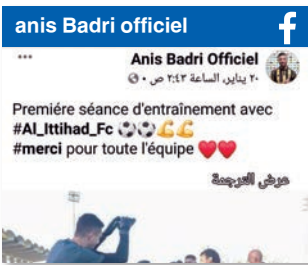 anis Badri officiel
Anis Badri Officiel
٢٠ يناير، الساعة ٢:٤٣ ص
Premiére séance d'entraînement avec
#Al_Ittihad_Fc ⚽⚽💪💪
#merci pour toute l'équipe ❤️❤️
عرض الترجمة